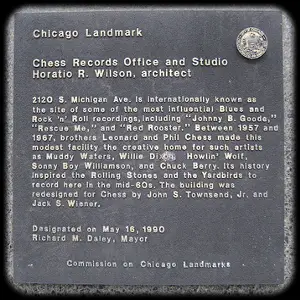 Chicago Landmark
Chess Records Office and Studio
Horatio R. Wilson, architect
2120 S. Michigan Ave. is internationally known as
the site of some of the most influential Blues and
Rock 'n' Roll recordings, including "Johnny B. Goode,"
"Rescue Me," and "Red Rooster." Between 1957 and
1967, brothers Leonard and Phil Chess made this
modest facility the creative home for such artists
as Muddy Waters, Willie Dixon, Howlin' Wolf,
Sonny Boy Williamson, and Chuck Berry. Its history
inspired the Rolling Stones and the Yardbirds to
record here in the mid-60s. The building was
redesigned for Chess by John S. Townsend, Jr. and
Jack S. Wiener.
Designated on May 16, 1990
Richard M. Daley, Mayor
Commission on Chicago Landmarks